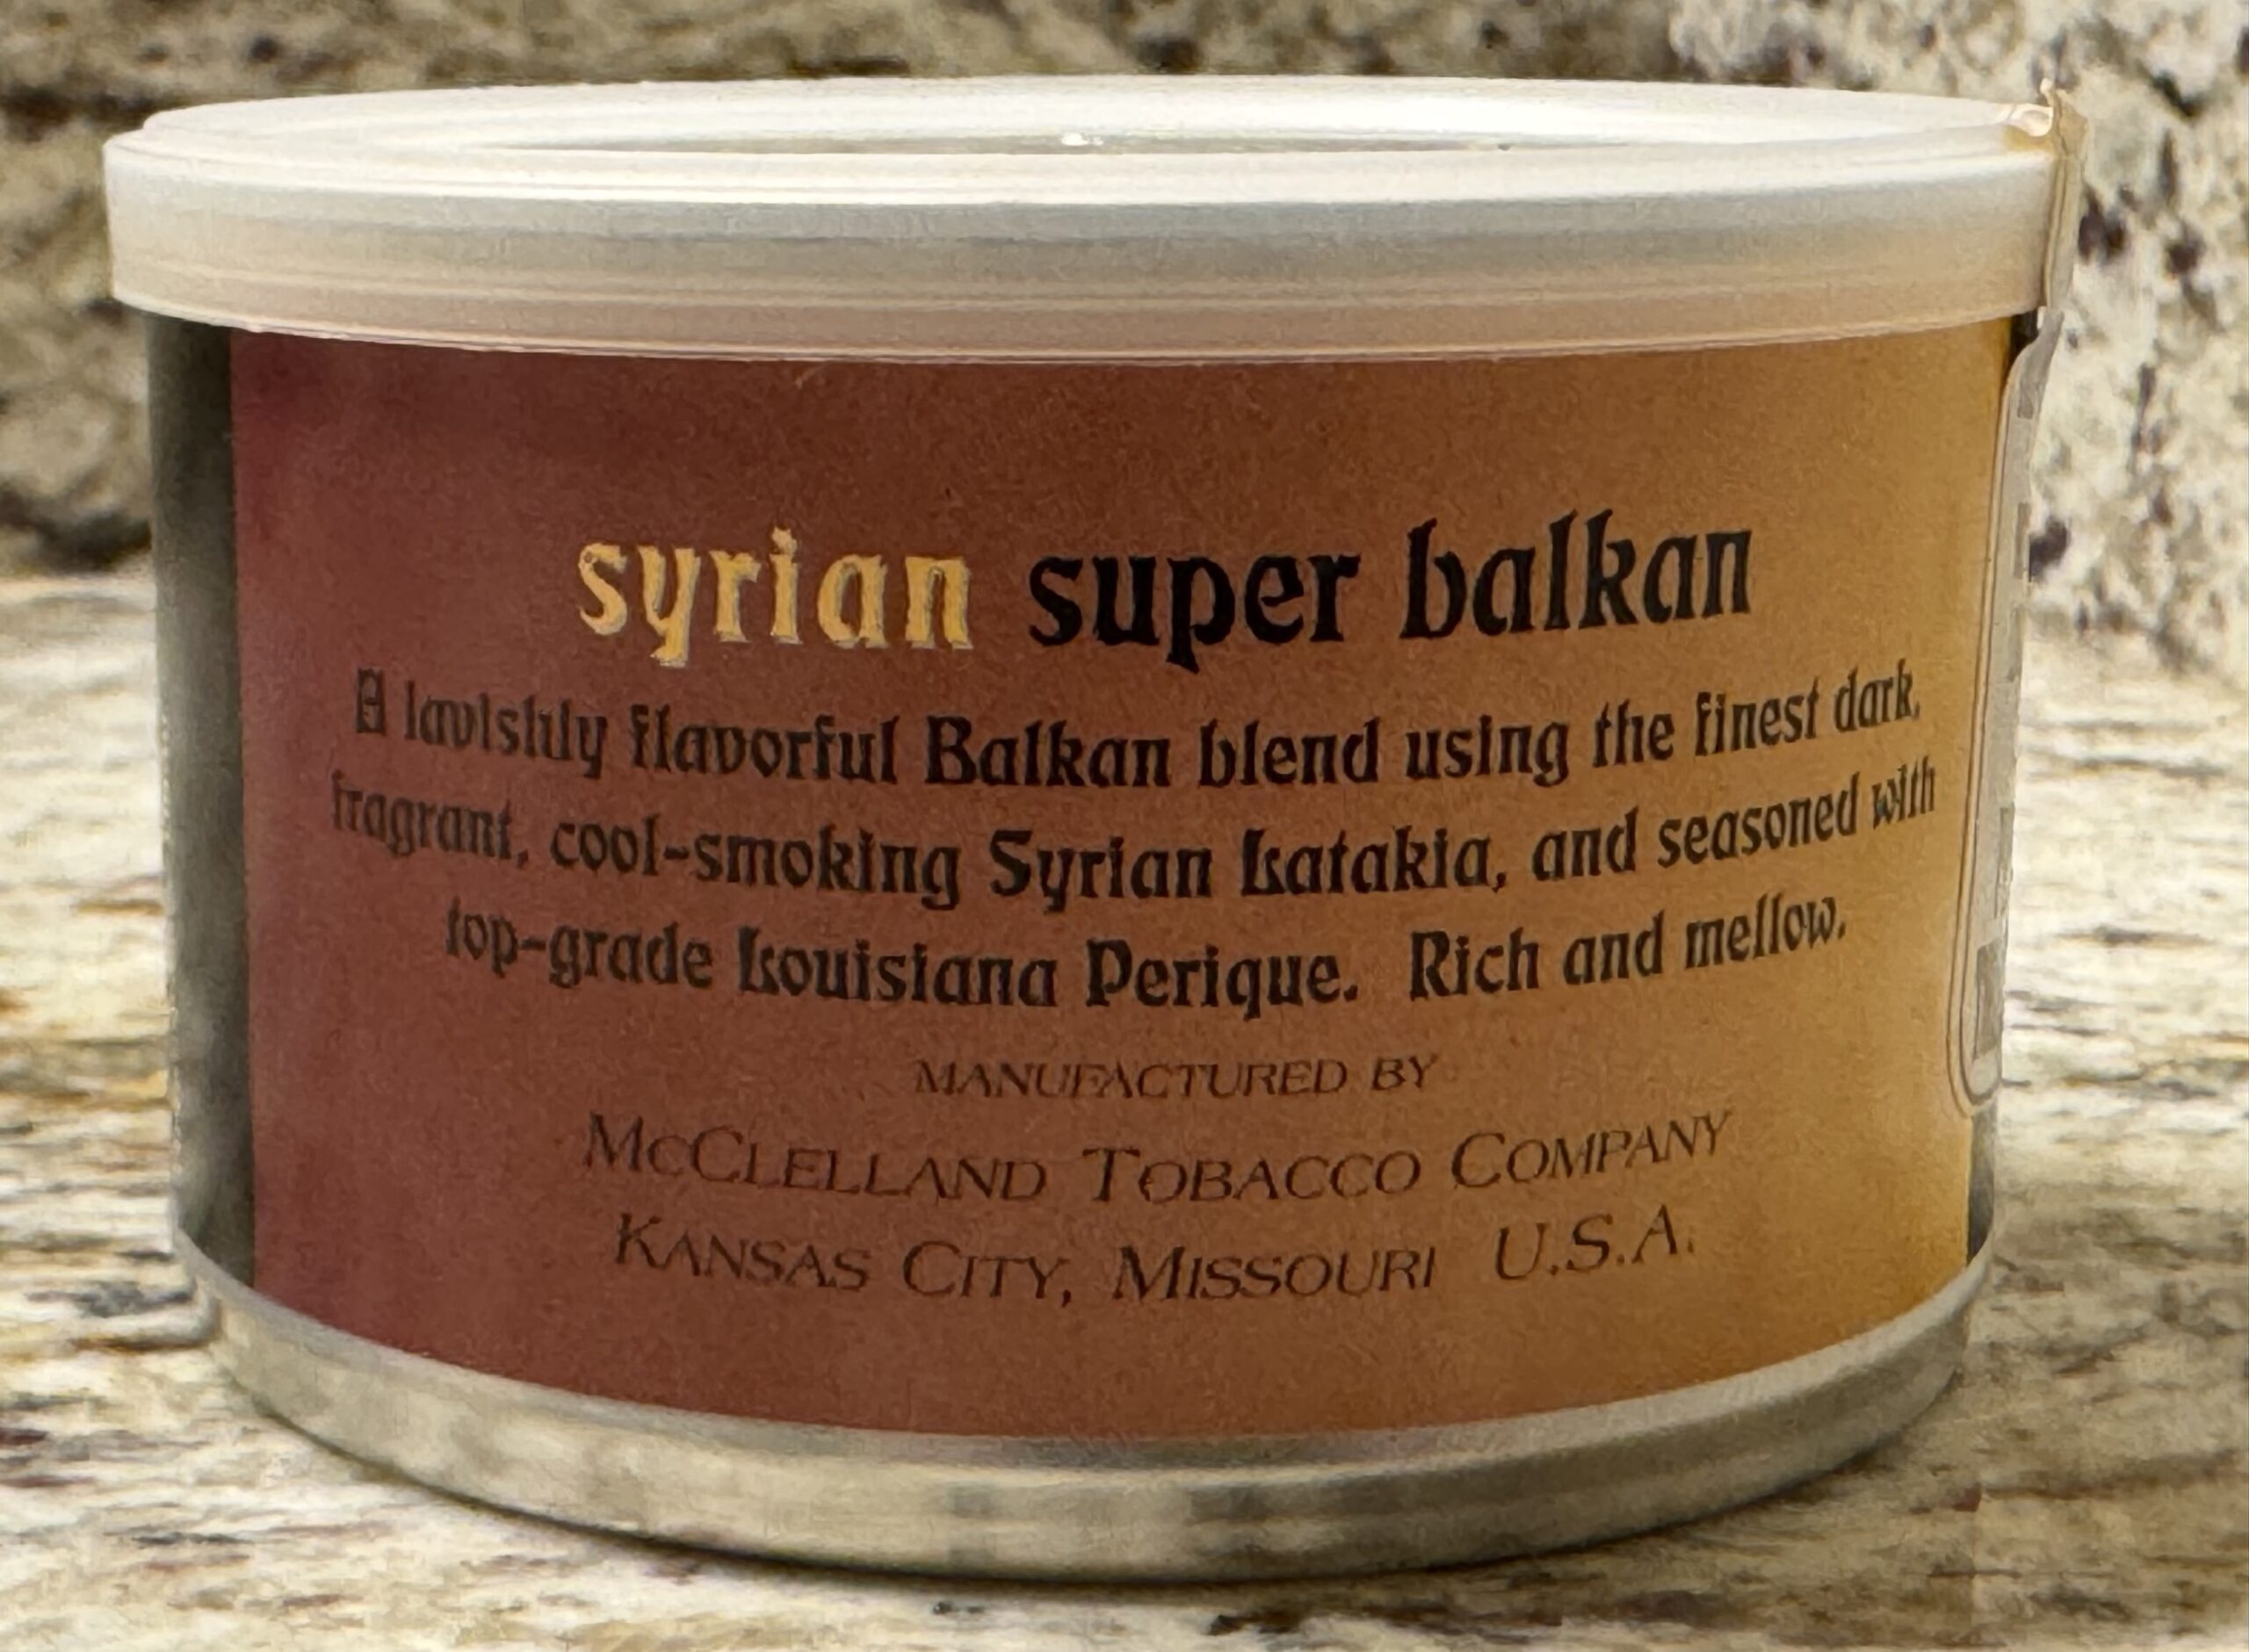 syrian super balkan
A lavishly flavorful Balkan blend using the finest dark,
fragrant, cool-smoking Syrian Latakia, and seasoned with
top-grade Louisiana Perique. Rich and mellow.
MANUFACTURED BY
MCCLELLAND TOBACCO COMPANY
KANSAS CITY, MISSOURI U.S.A.